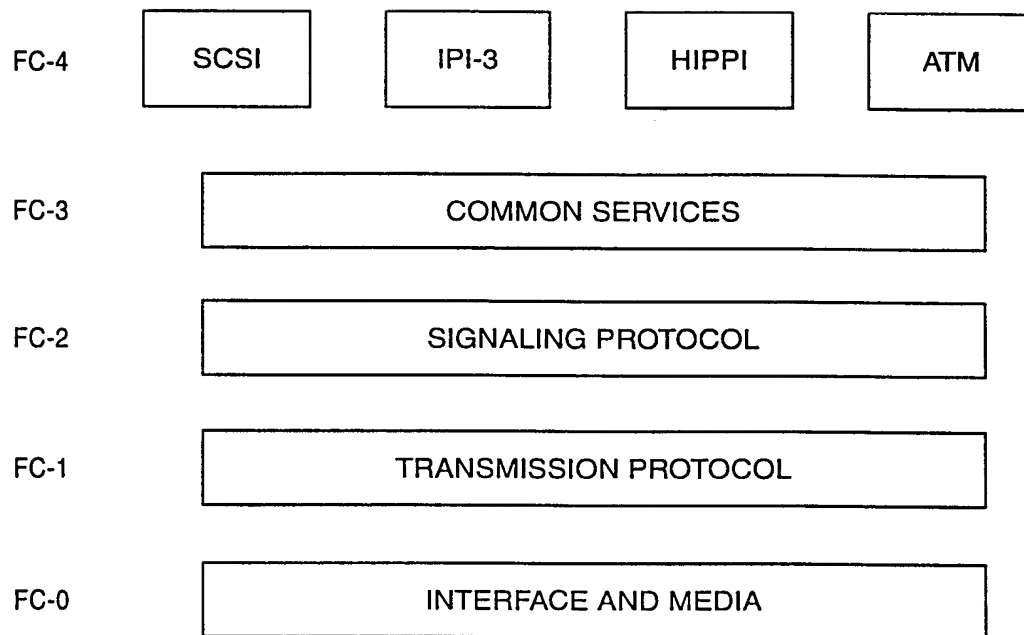 FC-4 SCSI IPI-3 HIPPI ATM
FC-3 COMMON SERVICES
FC-2 SIGNALING PROTOCOL
FC-1 TRANSMISSION PROTOCOL
FC-0 INTERFACE AND MEDIA